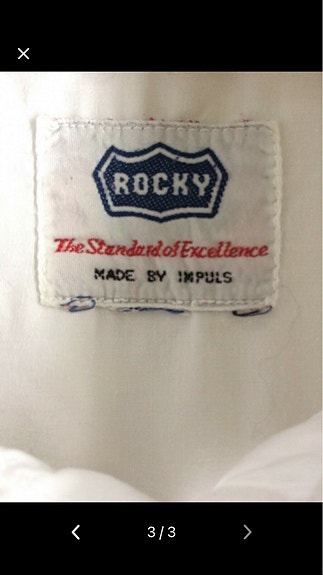 ROCKY
The Standard of Excellence
MADE BY IMPULS
3/3